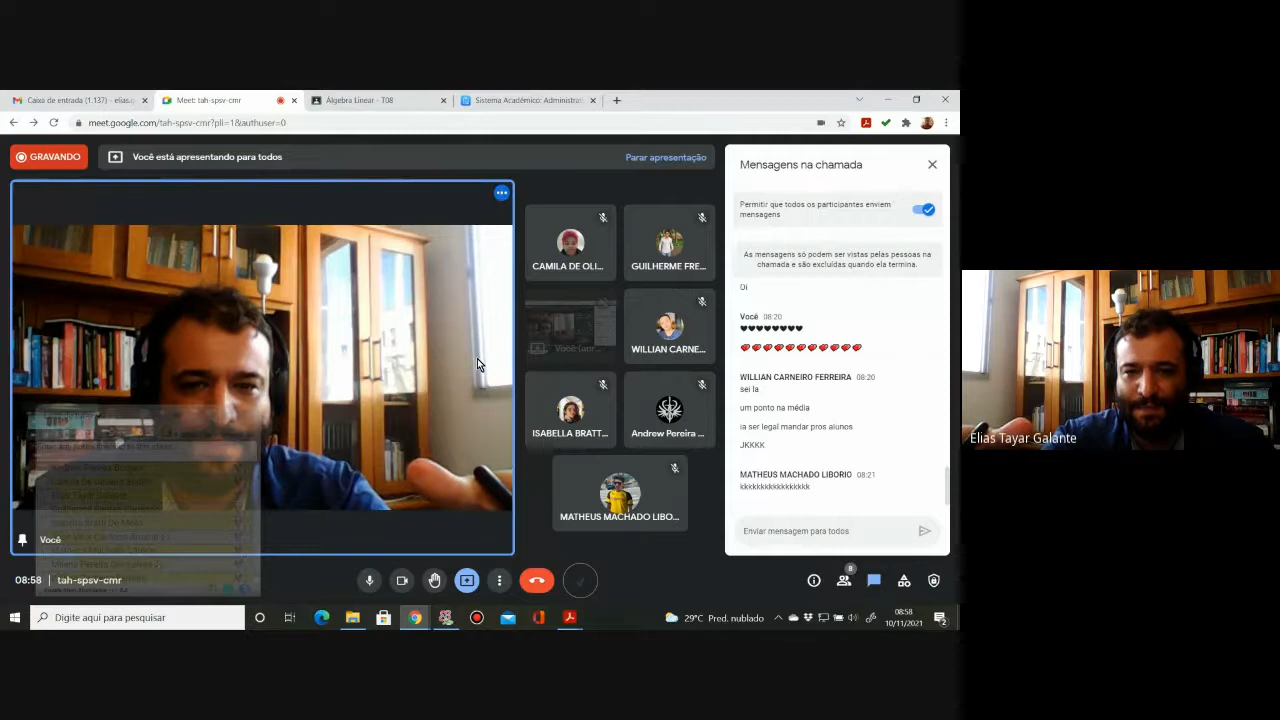 Caixa de entrada (1.137) - elias.g
Meet: tah-spsv-cmr
Álgebra Linear - T08
Sistema Acadêmico: Administrat
meet.google.com/tah-spsv-cmr?pli=1&authuser=0
GRAVANDO
Você está apresentando para todos
Parar apresentação
Mensagens na chamada
Permitir que todos os participantes enviem
mensagens
As mensagens só podem ser vistas pelas pessoas na
chamada e são excluídas quando ela termina.
Oi
Você 08:20
♥♥♥♥♥♥♥♥
WILLIAN CARNEIRO FERREIRA 08:20
sei la
um ponto na média
ia ser legal mandar pros alunos
JKKKK
MATHEUS MACHADO LIBORIO 08:21
kkkkkkkkkkkkkkkkk
Enviar mensagem para todos
CAMILA DE OLI...
GUILHERME FRE...
WILLIAN CARNE...
ISABELLA BRATT...
Andrew Pereira ...
MATHEUS MACHADO LIBO...
Você
08:58 | tah-spsv-cmr
8
Digite aqui para pesquisar
29°C Pred. nublado
08:58
10/11/2021
2
Elias Tayar Galante